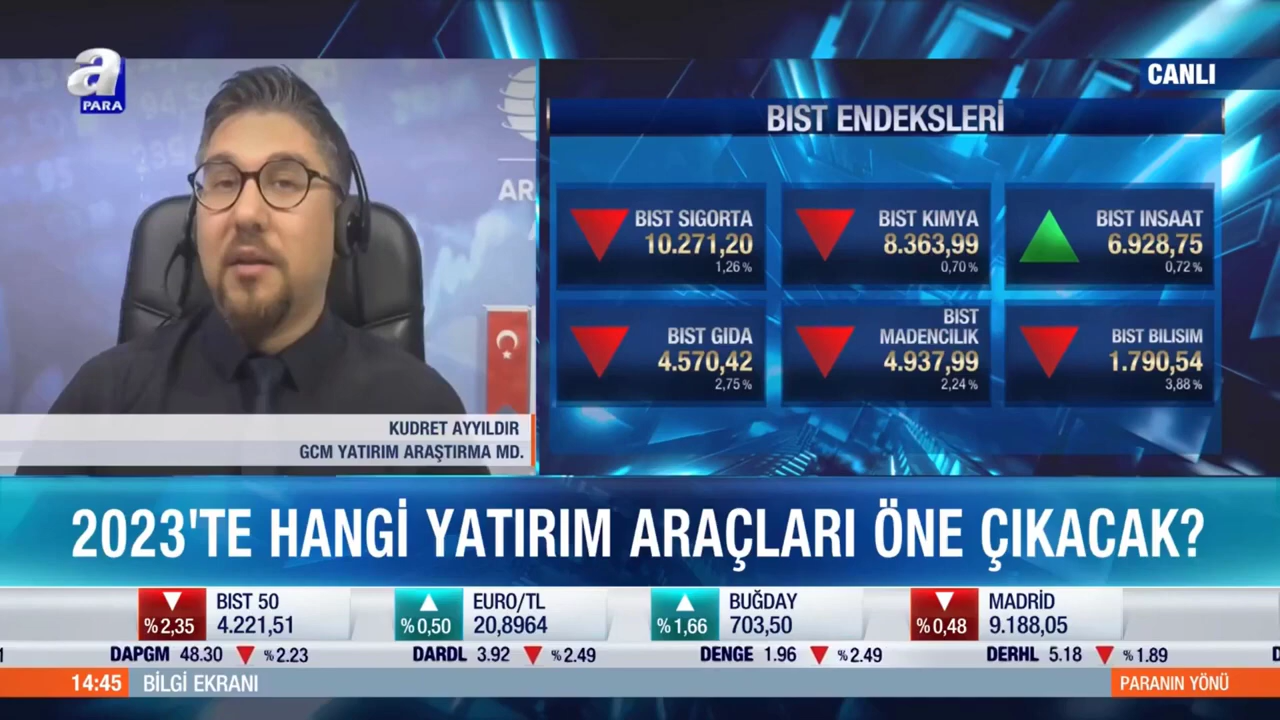 a
PARA
AR
CANLI
BIST ENDEKSLERİ
BIST SIGORTA
10.271,20
1,26 %
BIST KIMYA
8.363,99
0,70 %
BIST INSAAT
6.928,75
0,72 %
BIST GIDA
4.570,42
2,75 %
BIST
MADENCILIK
4.937,99
2,24 %
BIST BILISIM
1.790,54
3,88 %
KUDRET AYYILDIR
GCM YATIRIM ARAŞTIRMA MD.
2023'TE HANGİ YATIRIM ARAÇLARI ÖNE ÇIKACAK?
%2,35 BIST 50 4.221,51
%0,50 EURO/TL 20,8964
%1,66 BUĞDAY 703,50
%0,48 MADRİD 9.188,05
DAPGM 48.30 %2.23 DARDL 3.92 %2.49 DENGE 1.96 %2.49 DERHL 5.18 %1.89
14:45 BİLGİ EKRANI PARANIN YÖNÜ